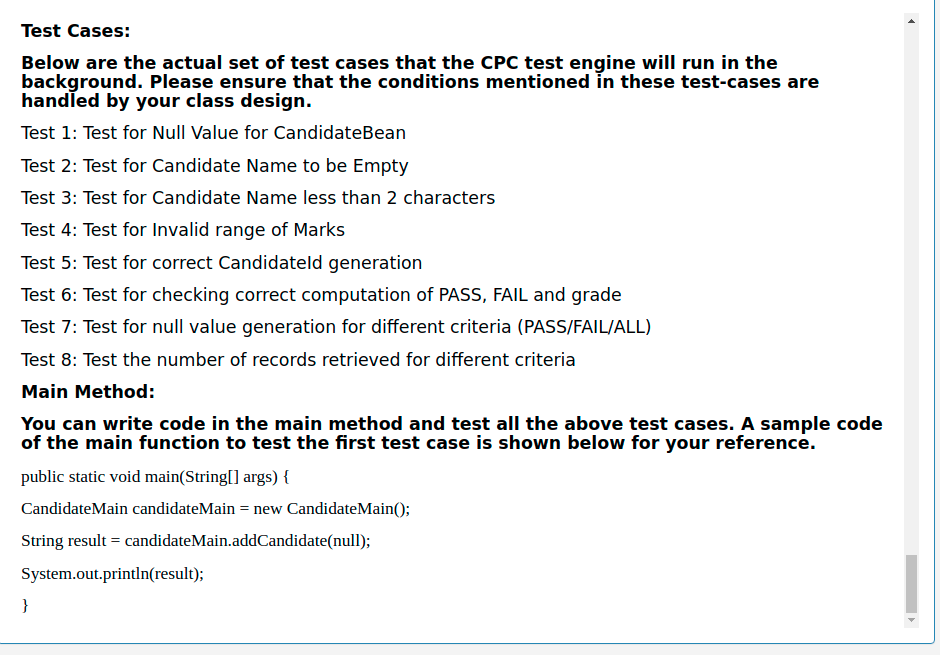 Test Cases:
Below are the actual set of test cases that the CPC test engine will run in the
background. Please ensure that the conditions mentioned in these test-cases are
handled by your class design.
Test 1: Test for Null Value for CandidateBean
Test 2: Test for Candidate Name to be Empty
Test 3: Test for Candidate Name less than 2 characters
Test 4: Test for Invalid range of Marks
Test 5: Test for correct CandidateId generation
Test 6: Test for checking correct computation of PASS, FAIL and grade
Test 7: Test for null value generation for different criteria (PASS/FAIL/ALL)
Test 8: Test the number of records retrieved for different criteria
Main Method:
You can write code in the main method and test all the above test cases. A sample code
of the main function to test the first test case is shown below for your reference.
public static void main(String[] args) {
CandidateMain candidateMain = new CandidateMain();
String result = candidateMain.addCandidate(null);
System.out.println(result);
}